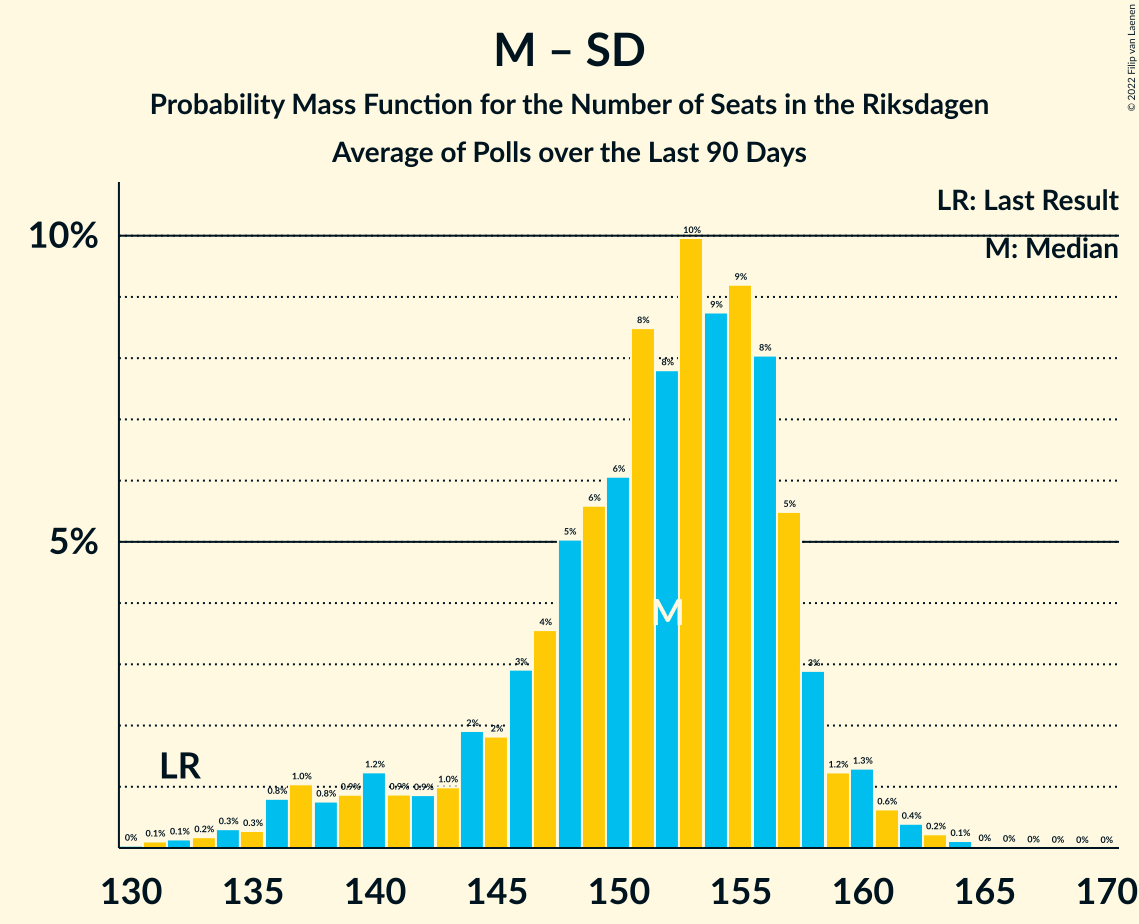 © 2022 Filip van Laenen
M – SD
Probability Mass Function for the Number of Seats in the Riksdagen
Average of Polls over the Last 90 Days
LR: Last Result
M: Median
10%
5%
0% 0.1% 0.1% 0.2% 0.3% 0.3% 0.8% 1.0% 0.8% 0.9% 1.2% 0.9% 0.9% 1.0% 2% 2% 3% 4% 5% 6% 6% 8% 8% 10% 9% 9% 8% 5% 3% 1.2% 1.3% 0.6% 0.4% 0.2% 0.1% 0% 0% 0% 0% 0% 0%
M
LR
130 135 140 145 150 155 160 165 170